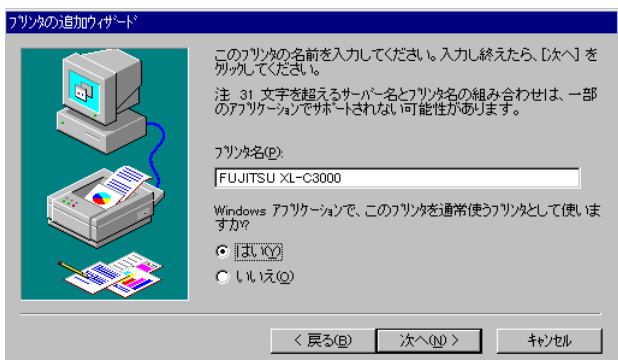 プリンタの追加ウィザード
このプリンタの名前を入力してください。入力し終えたら、[次へ] を
クリックしてください。
注 31 文字を超えるサーバー名とプリンタ名の組み合わせは、一部
のアプリケーションでサポートされない可能性があります。
プリンタ名(P):
FUJITSU XL-C3000
Windows アプリケーションで、このプリンタを通常使うプリンタとして使いま
すか?
はい(Y)
いいえ(O)
< 戻る(B)
次へ(N) >
キャンセル